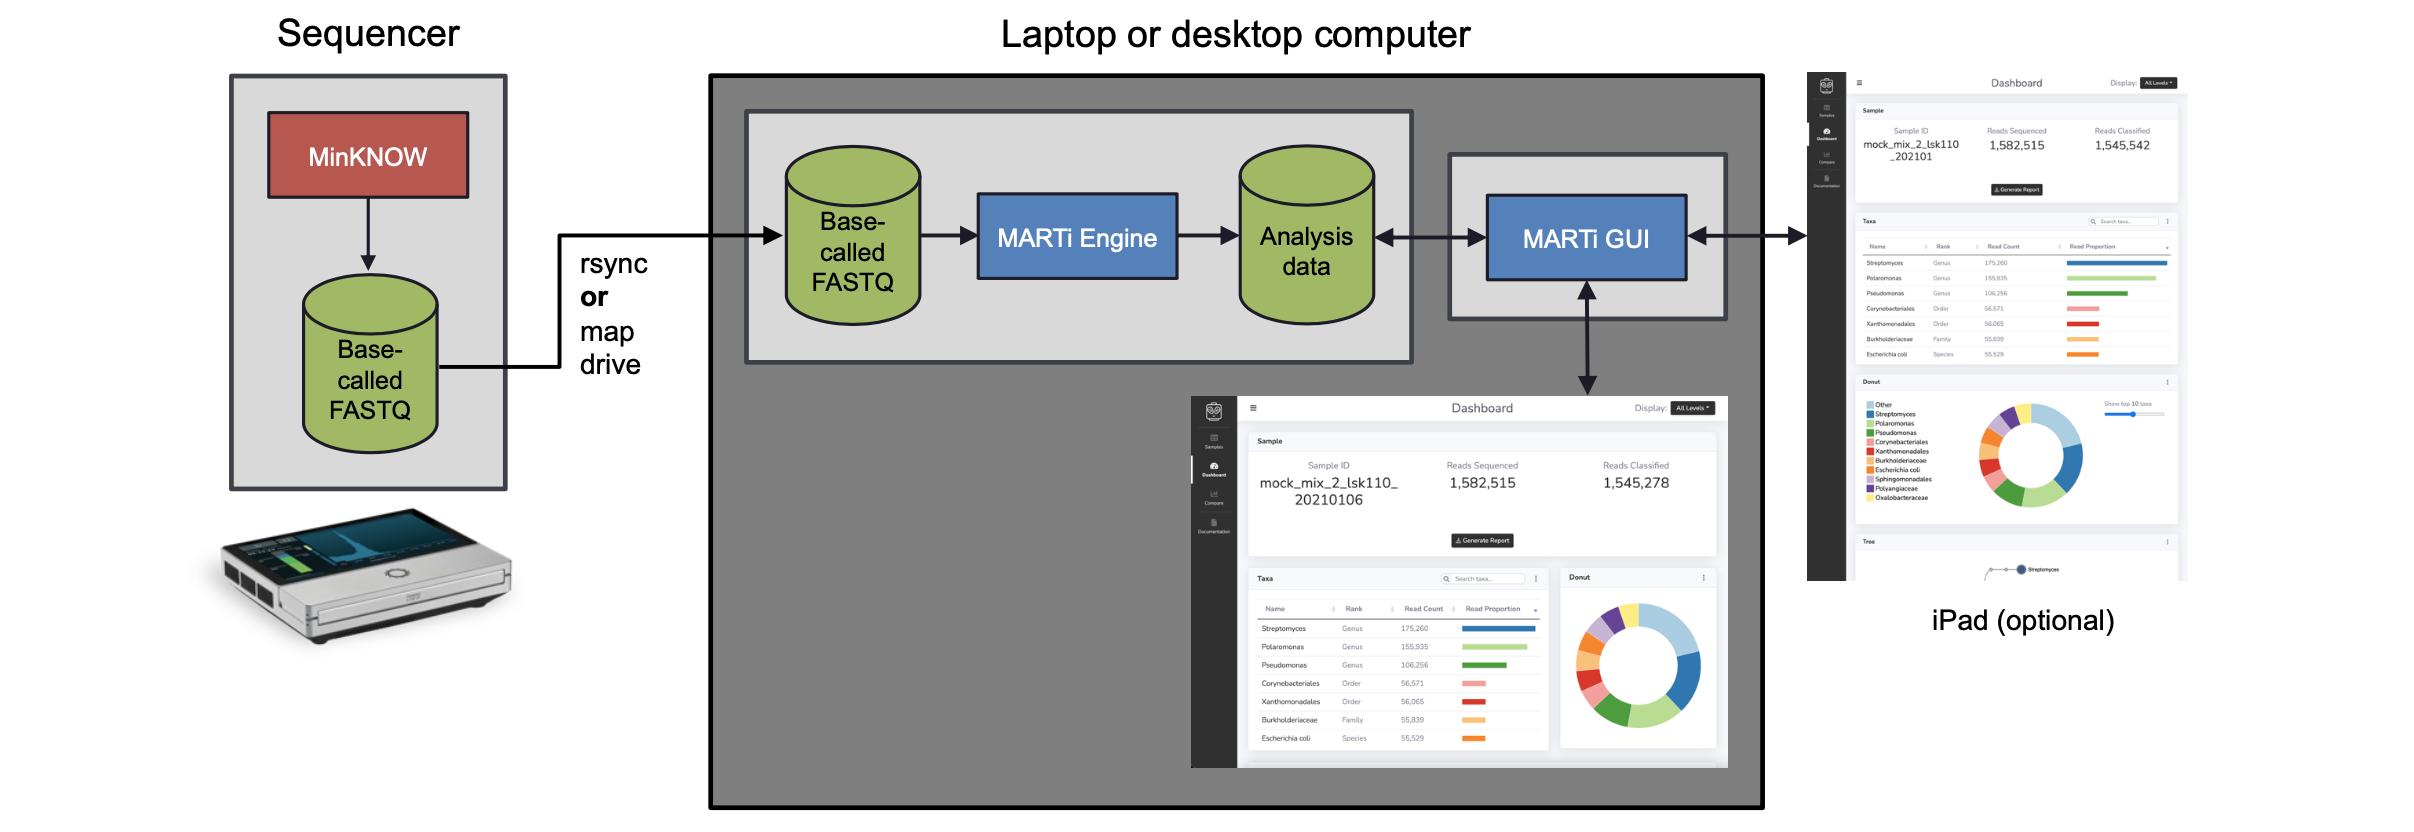 Sequencer
Laptop or desktop computer
MinKNOW
Base-
called
FASTQ
rsync
or
map
drive
Base-
called
FASTQ
MARTi Engine
Analysis
data
MARTi GUI
Samples
Dashboard
Compare
Documentation
Dashboard
Display: All Levels
Sample
Sample ID Reads Sequenced Reads Classified
mock_mix_2_lsk110_
20210106
1,582,515 1,545,278
Generate Report
Taxa
Search taxa...
Name Rank Read Count Read Proportion
Streptomyces Genus 175,260
Polaromonas Genus 155,935
Pseudomonas Genus 106,256
Corynebacteriales Order 56,571
Xanthomonadales Order 56,065
Burkholderiaceae Family 55,839
Escherichia coli Species 55,529
Donut
Samples
Dashboard
Compare
Documentation
Dashboard
Display: All Levels
Sample
Sample ID Reads Sequenced Reads Classified
mock_mix_2_lsk110
_202101
1,582,515 1,545,542
Generate Report
Taxa
Search taxa...
Name Rank Read Count Read Proportion
Streptomyces Genus 175,260
Polaromonas Genus 155,935
Pseudomonas Genus 106,256
Corynebacteriales Order 56,571
Xanthomonadales Order 56,065
Burkholderiaceae Family 55,839
Escherichia coli Species 55,529
Donut
Other
Streptomyces
Polaromonas
Pseudomonas
Corynebacteriales
Xanthomonadales
Burkholderiaceae
Escherichia coli
Sphingomonadales
Polyangiaceae
Oxalobacteraceae
Show top 10 taxa
Tree
Streptomyces
iPad (optional)